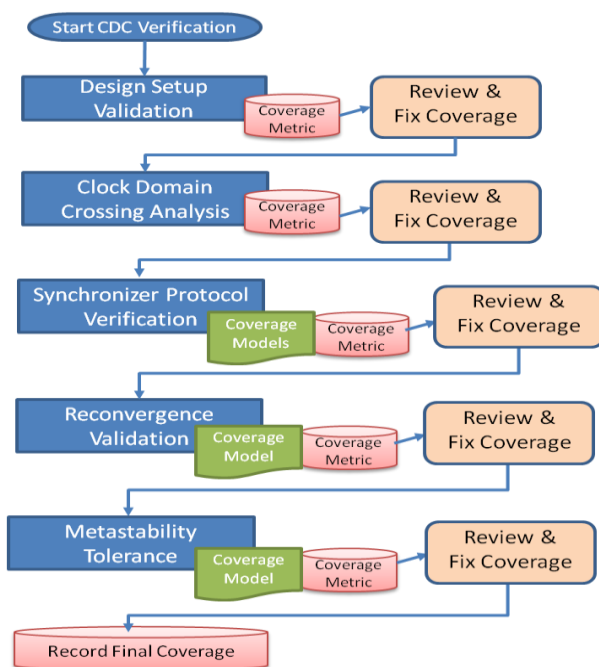 Start CDC Verification
Design Setup
Validation
Coverage
Metric
Review &
Fix Coverage
Clock Domain
Crossing Analysis
Coverage
Metric
Review &
Fix Coverage
Synchronizer Protocol
Verification
Coverage
Models
Coverage
Metric
Review &
Fix Coverage
Reconvergence
Validation
Coverage
Model
Coverage
Metric
Review &
Fix Coverage
Metastability
Tolerance
Coverage
Model
Coverage
Metric
Review &
Fix Coverage
Record Final Coverage